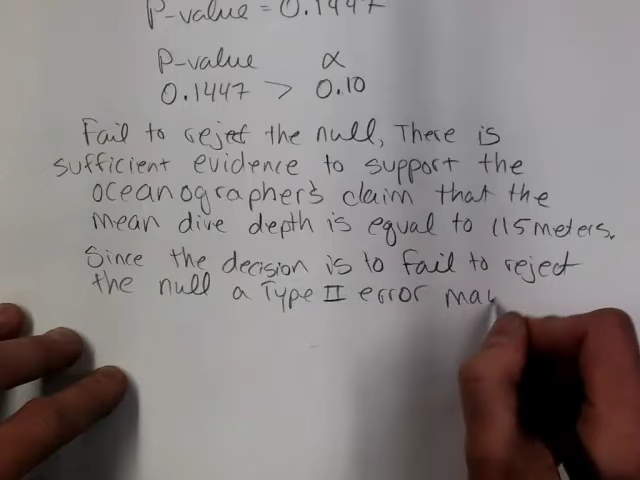 P-value = 0.1447
P-value α
0.1447 > 0.10
Fail to reject the null, There is
sufficient evidence to support the
oceanographer's claim that the
mean dive depth is equal to 115 meters.
Since the decision is to fail to reject
the null a Type II error may